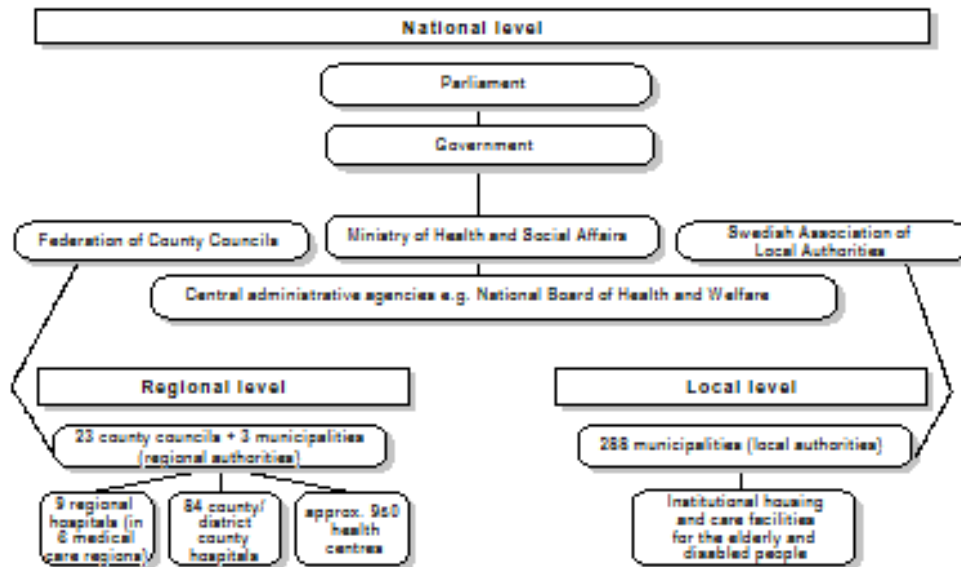 National level
Parliament
Government
Federation of County Councils
Ministry of Health and Social Affairs
Swedish Association of
Local Authorities
Central administrative agencies e.g. National Board of Health and Welfare
Regional level
Local level
23 county councils + 3 municipalities
(regional authorities)
288 municipalities (local authorities)
9 regional
hospitals (in
6 medical
care regions)
84 county/
district
county
hospitals
approx. 960
health
centres
Institutional housing
and care facilities
for the elderly and
disabled people